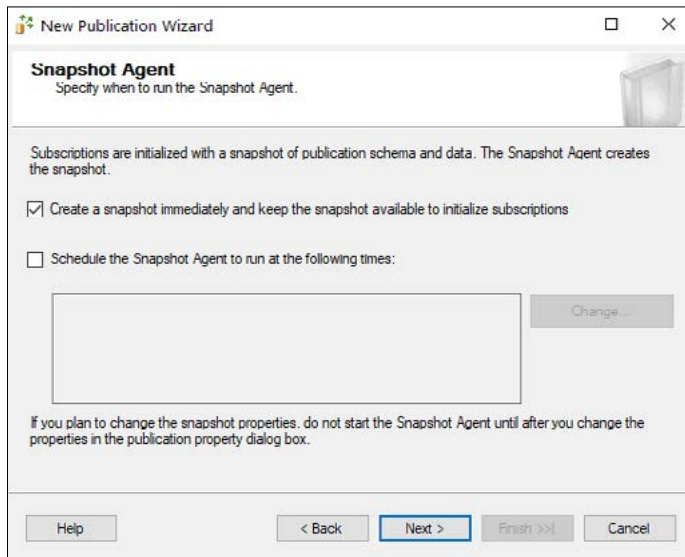 New Publication Wizard
Snapshot Agent
Specify when to run the Snapshot Agent.
Subscriptions are initialized with a snapshot of publication schema and data. The Snapshot Agent creates
the snapshot.
Create a snapshot immediately and keep the snapshot available to initialize subscriptions
Schedule the Snapshot Agent to run at the following times:
Change...
If you plan to change the snapshot properties, do not start the Snapshot Agent until after you change the
properties in the publication property dialog box.
Help
< Back
Next >
Finish >>|
Cancel